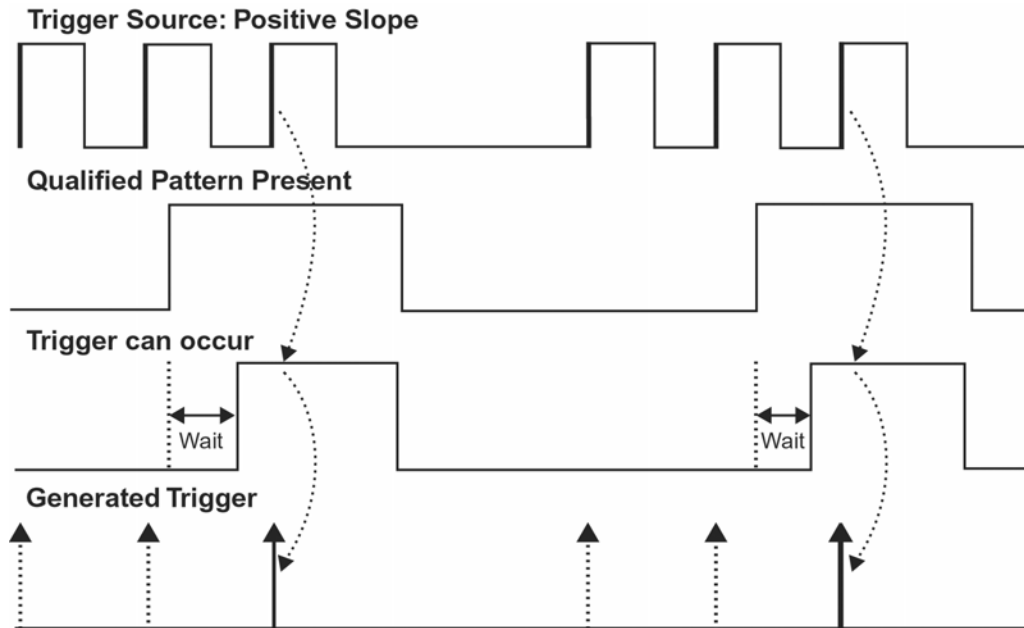 Trigger Source: Positive Slope
Qualified Pattern Present
Trigger can occur
Wait
Wait
Generated Trigger